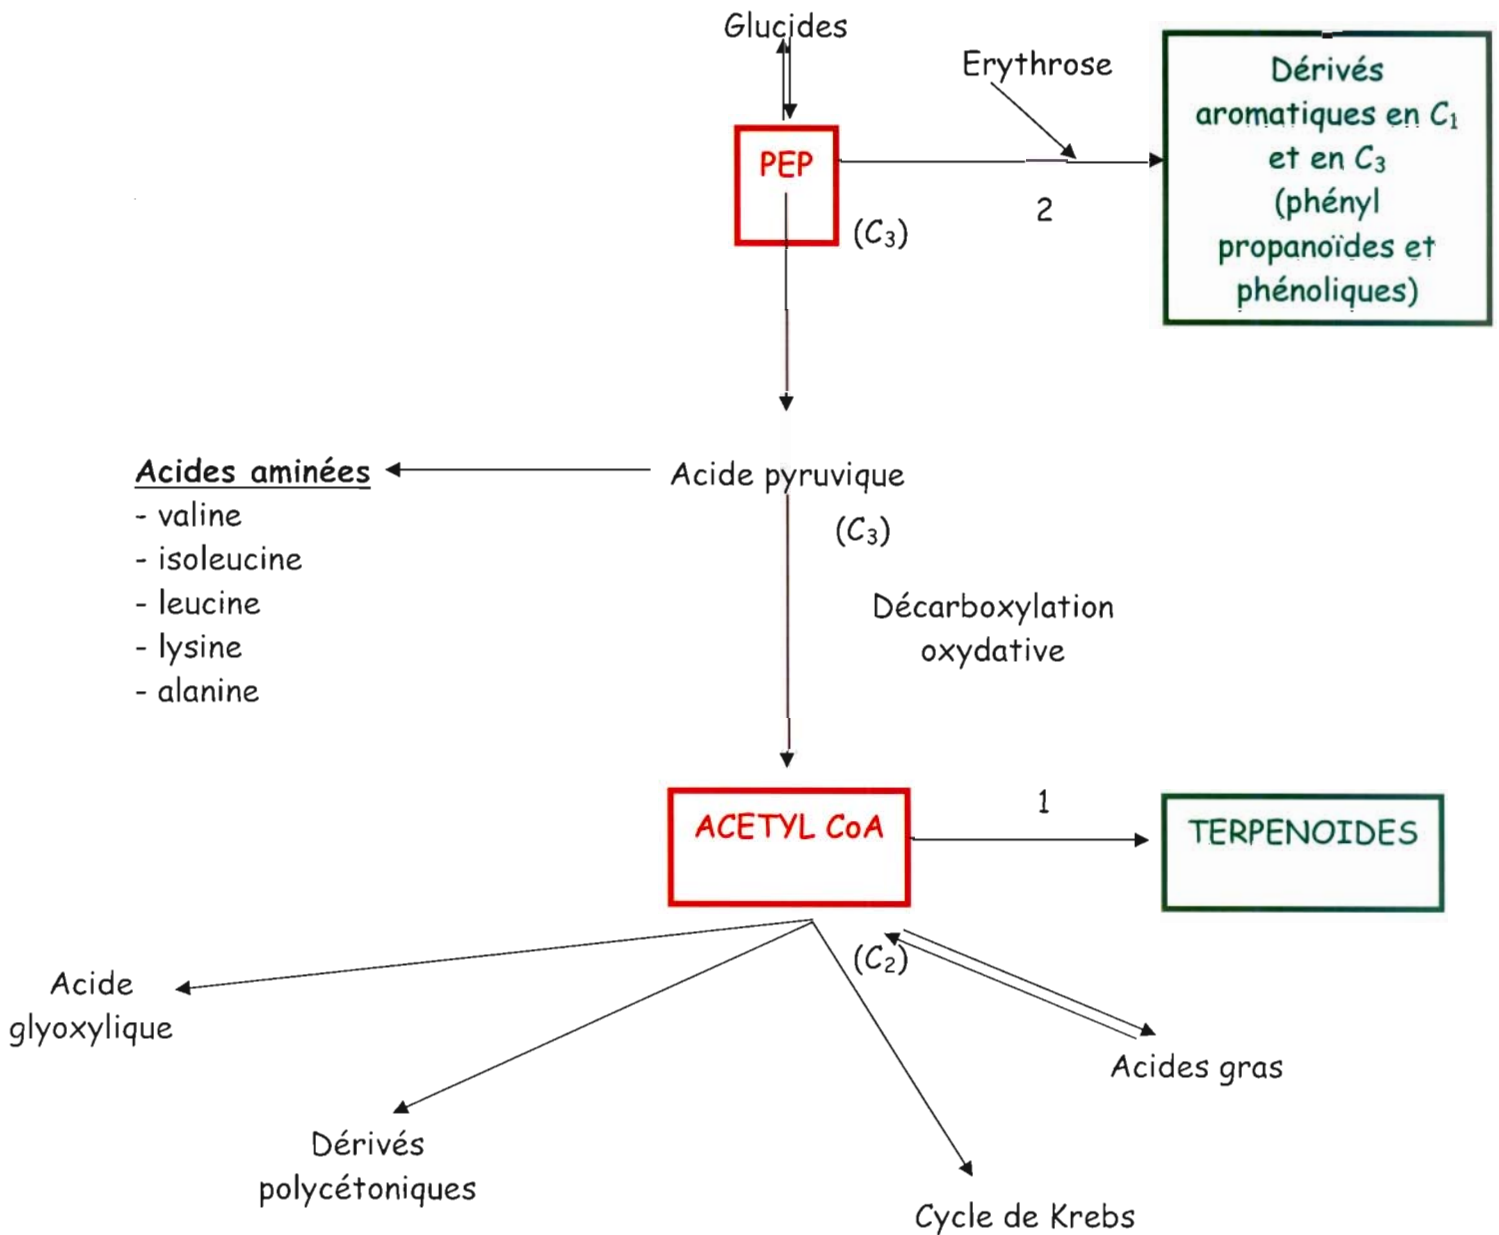 Glucides
Erythrose
Dérivés
aromatiques en C₁
et en C₃
(phényl
propanoïdes et
phénoliques)
PEP
(C₃)
2
Acides aminées
- valine
- isoleucine
- leucine
- lysine
- alanine
Acide pyruvique
(C₃)
Décarboxylation
oxydative
ACETYL CoA
1
TERPENOIDES
(C₂)
Acide
glyoxylique
Acides gras
Dérivés
polycétoniques
Cycle de Krebs